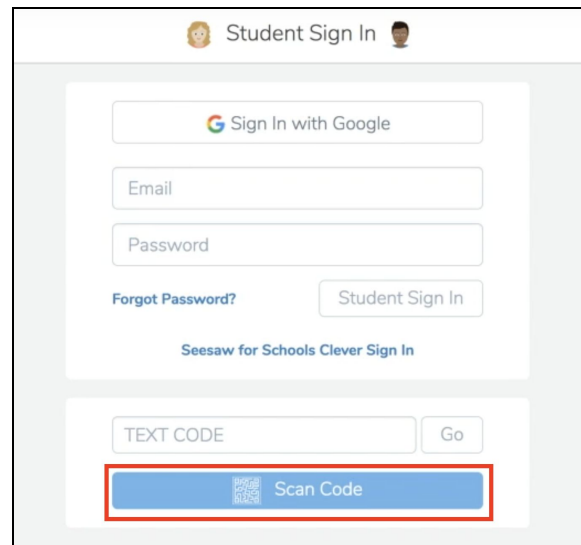 Student Sign In
Sign In with Google
Email
Password
Forgot Password? Student Sign In
Seesaw for Schools Clever Sign In
TEXT CODE Go
Scan Code